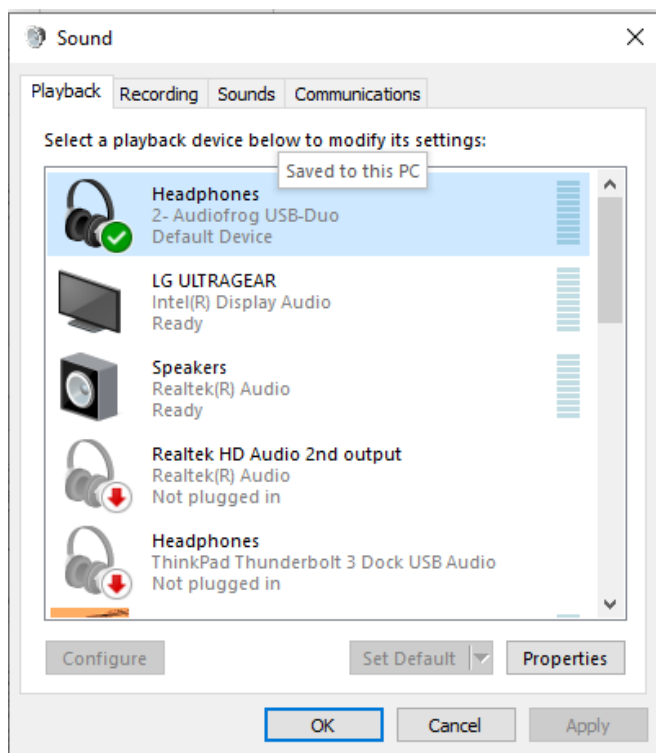 Sound
Playback Recording Sounds Communications
Select a playback device below to modify its settings:
Saved to this PC
Headphones
2- Audiofrog USB-Duo
Default Device
LG ULTRAGEAR
Intel(R) Display Audio
Ready
Speakers
Realtek(R) Audio
Ready
Realtek HD Audio 2nd output
Realtek(R) Audio
Not plugged in
Headphones
ThinkPad Thunderbolt 3 Dock USB Audio
Not plugged in
Configure Set Default Properties
OK Cancel Apply